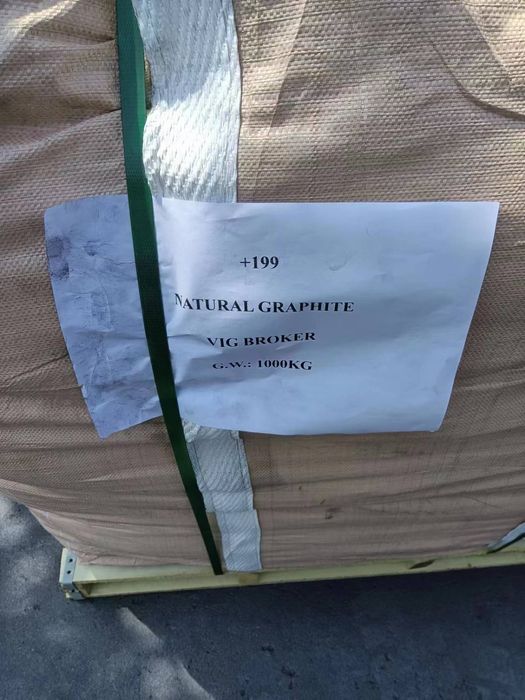 +199
NATURAL GRAPHITE
VIG BROKER
G.W.: 1000KG